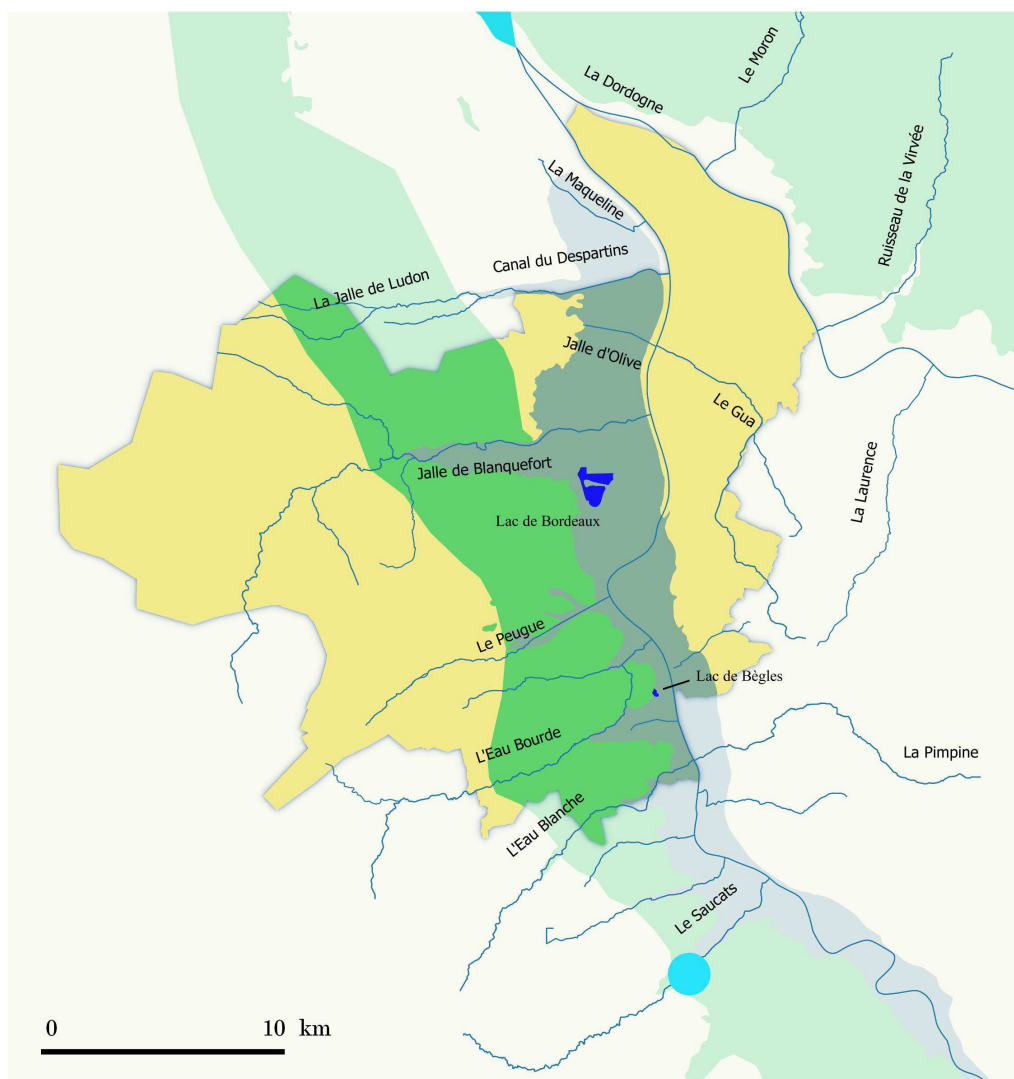 Le Moron
La Dordogne
Ruisseau de la Virvée
La Maqueline
Canal du Despartins
La Jalle de Ludon
Jalle d'Olive
Le Gua
Jalle de Blanquefort
La Laurence
Lac de Bordeaux
Le Peugue
Lac de Bègles
L'Eau Bourde
La Pimpine
L'Eau Blanche
Le Saucats
0 10 km